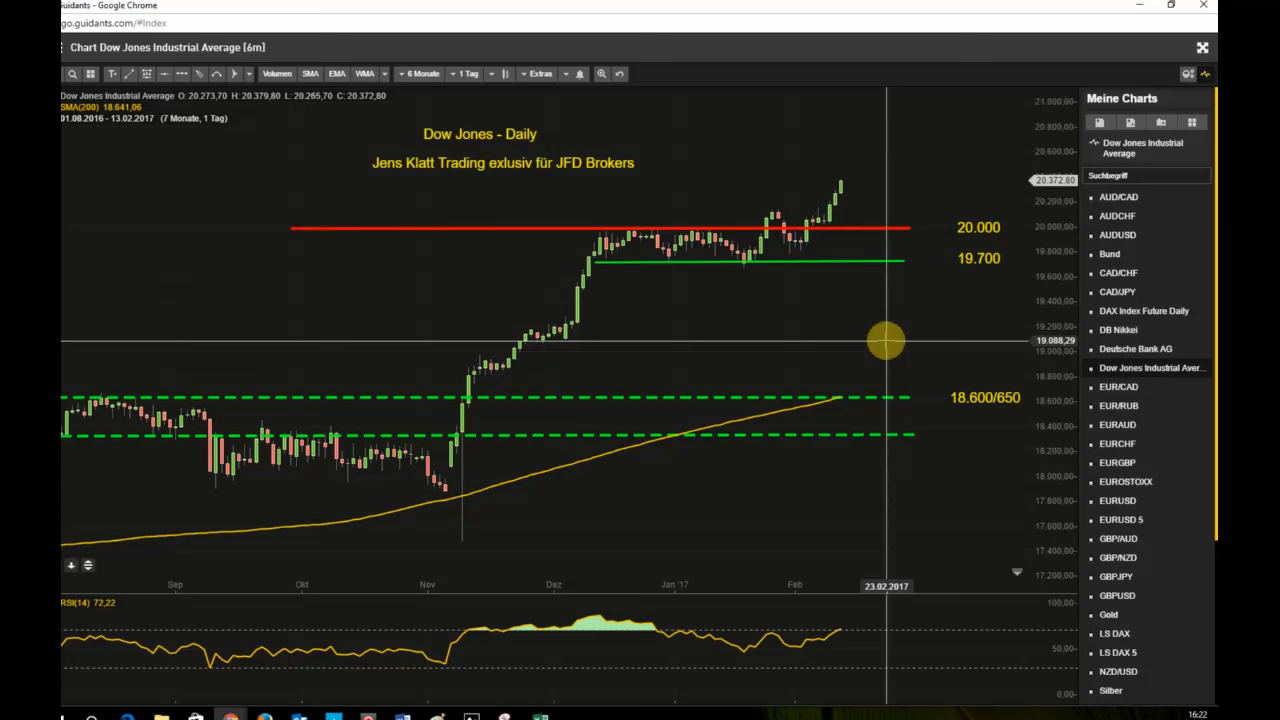 Guidants - Google Chrome
go.guidants.com/#Index
Chart Dow Jones Industrial Average [6m]
Volumen SMA EMA WMA 6 Monate 1 Tag Extras
Dow Jones Industrial Average O: 20.273,70 H: 20.379,80 L: 20.265,70 C: 20.372,80
SMA(200) 18.641,06
01.08.2016 - 13.02.2017 (7 Monate, 1 Tag)
Dow Jones - Daily
Jens Klatt Trading exlusiv für JFD Brokers
20.000
19.700
18.600/650
21.000,00
20.800,00
20.600,00
20.372,80
20.200,00
20.000,00
19.800,00
19.600,00
19.400,00
19.200,00
19.088,29
19.000,00
18.800,00
18.600,00
18.400,00
18.200,00
18.000,00
17.800,00
17.600,00
17.400,00
17.200,00
Sep Okt Nov Dez Jan '17 Feb 23.02.2017
RSI(14) 72,22
100,00
50,00
0,00
Meine Charts
Dow Jones Industrial
Average
Suchbegriff
AUD/CAD
AUDCHF
AUDUSD
Bund
CAD/CHF
CAD/JPY
DAX Index Future Daily
DB Nikkei
Deutsche Bank AG
Dow Jones Industrial Aver...
EUR/CAD
EUR/RUB
EURAUD
EURCHF
EURGBP
EUROSTOXX
EURUSD
EURUSD 5
GBP/AUD
GBP/NZD
GBPJPY
GBPUSD
Gold
LS DAX
LS DAX 5
NZD/USD
Silber
16:22